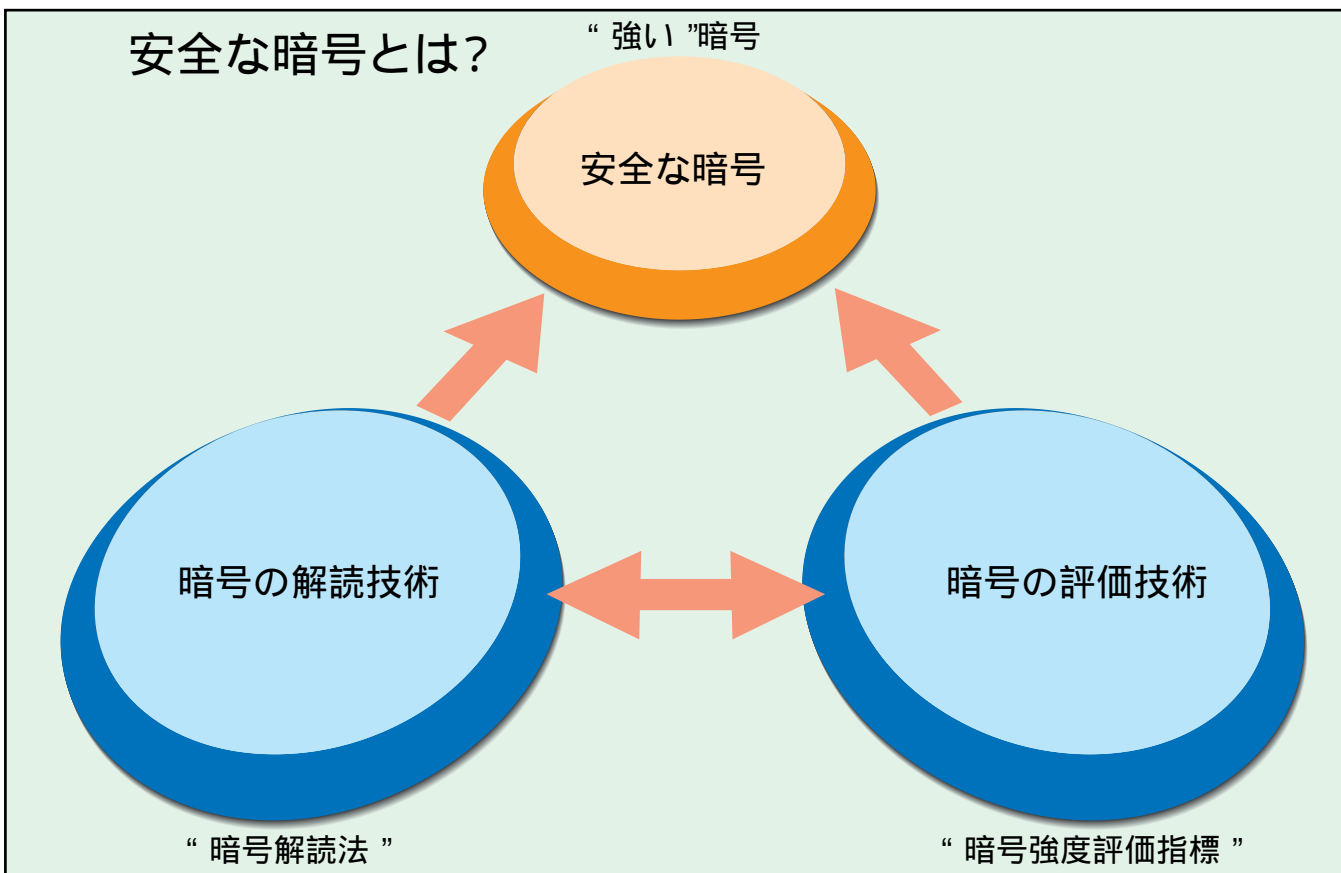 安全な暗号とは?
“ 強い ”暗号
安全な暗号
暗号の解読技術
暗号の評価技術
“ 暗号解読法 ”
“ 暗号強度評価指標 ”